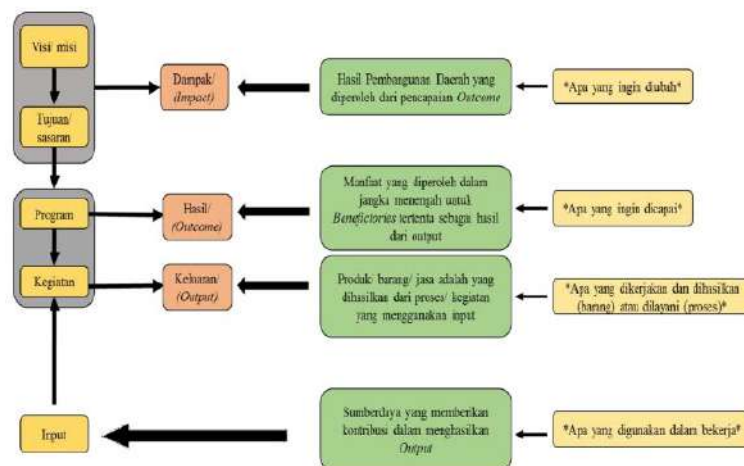 Visi/ misi
Dampak/
(Impact)
Hasil Pembangunan Daerah yang
diperoleh dari pencapaian Outcome
*Apa yang ingin diubah*
Tujuan/
sasaran
Program
Hasil/
(Outcome)
Manfaat yang diperoleh dalam
jangka menengah untuk
Beneficiories tertenta sebagai hasil
dari output
*Apa yang ingin dicapai*
Kegiatan
Keluaran/
(Output)
Produk/ barang/ jasa adalah yang
dihasilkan dari proses/ kegiatan
yang menggunakan input
*Apa yang dikerjakan dan dihasilkan
(barang) atau dilayani (proses)*
Input
Sumberdaya yang memberikan
kontribusi dalam menghasilkan
Output
*Apa yang digunakan dalam bekerja*